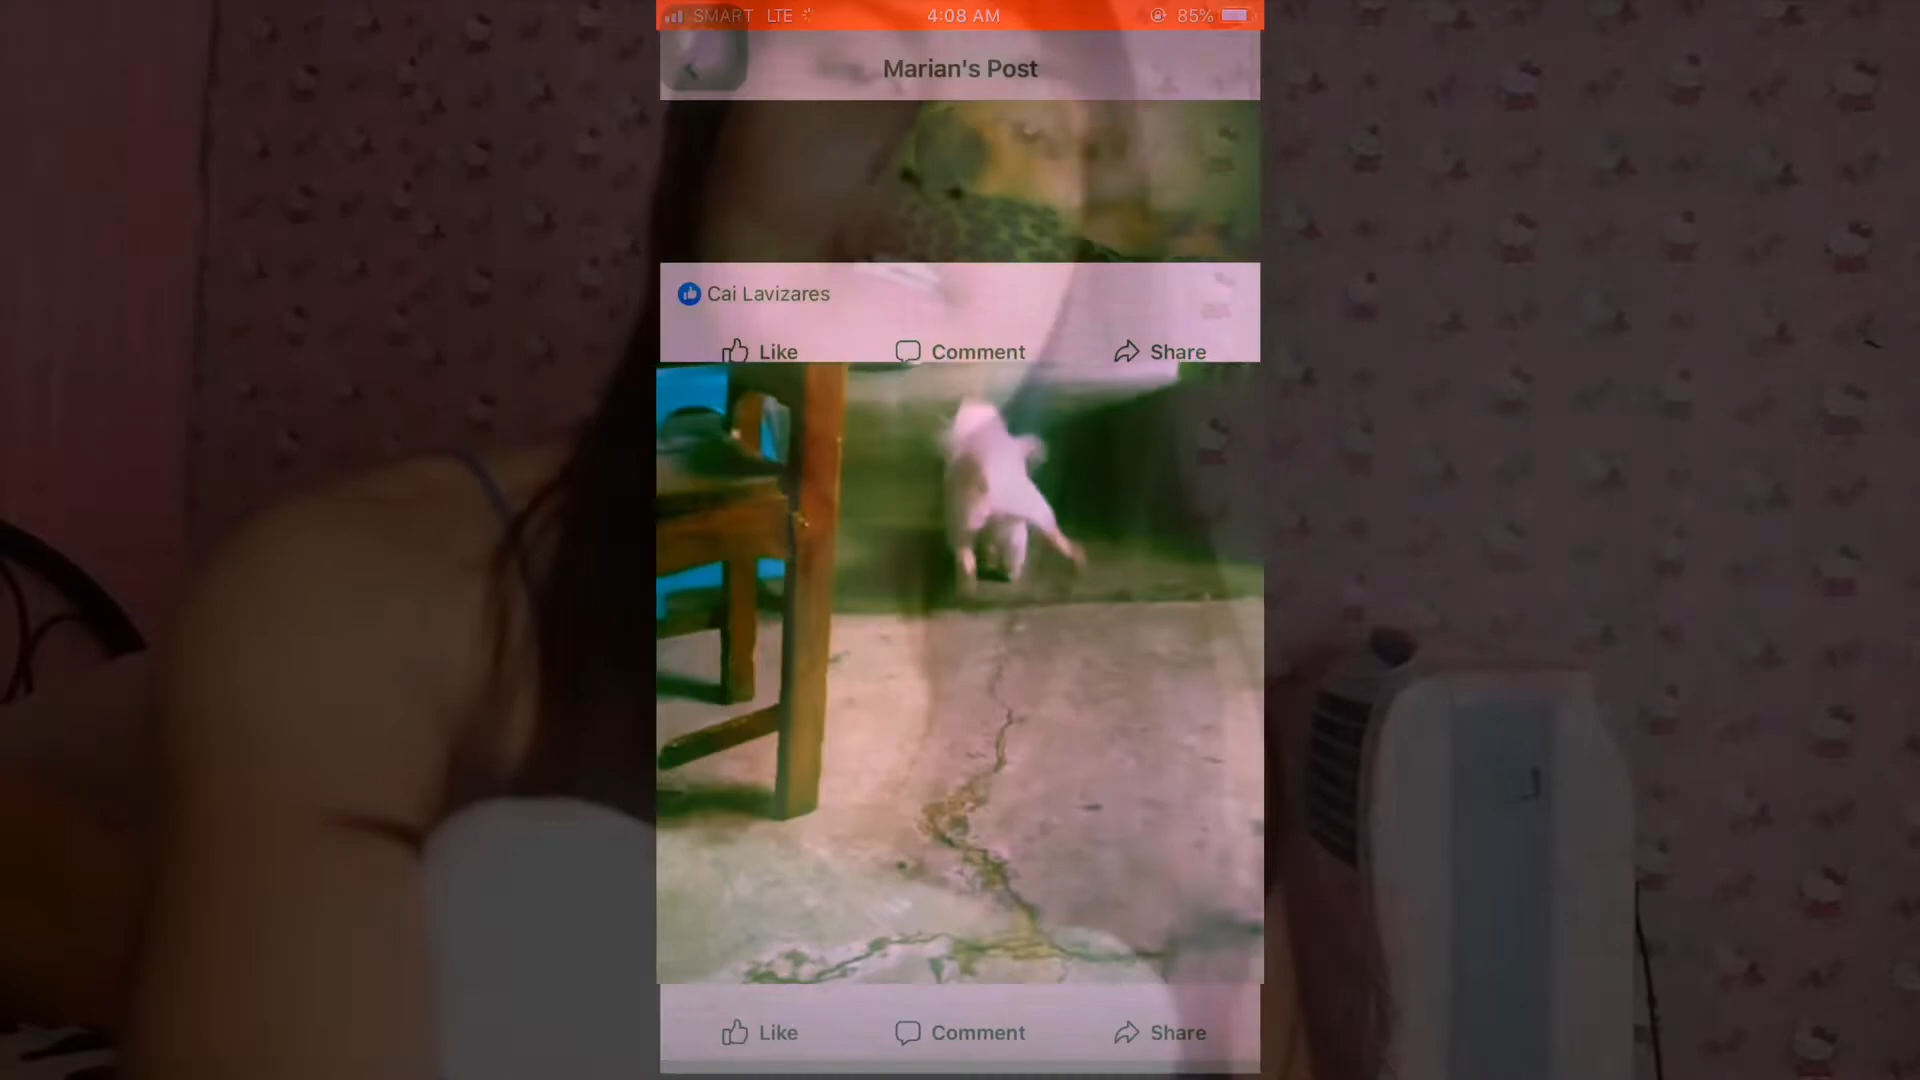 SMART LTE 4:08 AM 85%
Marian's Post
Cai Lavizares
Like Comment Share
Like Comment Share